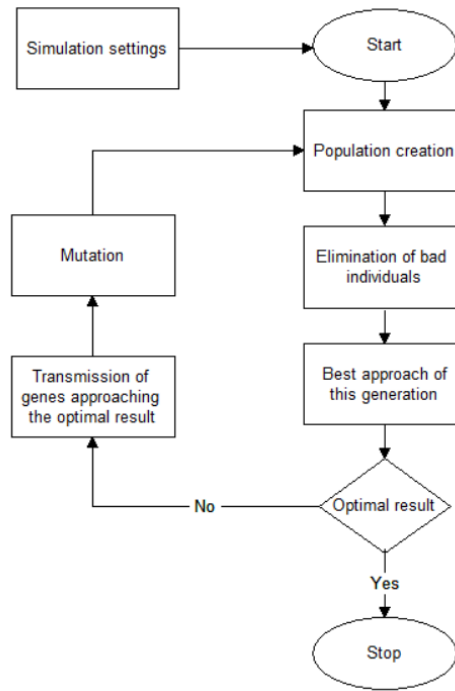 Simulation settings
Start
Population creation
Mutation
Elimination of bad
individuals
Transmission of
genes approaching
the optimal result
Best approach of
this generation
No
Optimal result
Yes
Stop